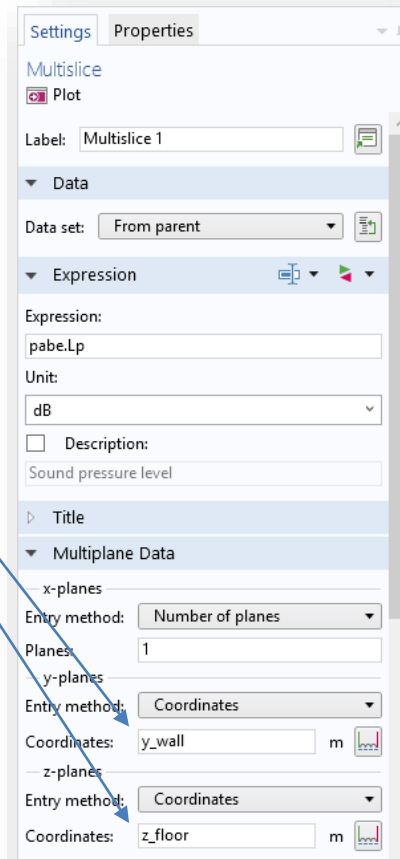 Settings Properties
Multislice
Plot
Label: Multislice 1
Data
Data set: From parent
Expression
Expression:
pabe.Lp
Unit:
dB
Description:
Sound pressure level
Title
Multiplane Data
x-planes
Entry method: Number of planes
Planes: 1
y-planes
Entry method: Coordinates
Coordinates: y_wall m
z-planes
Entry method: Coordinates
Coordinates: z_floor m